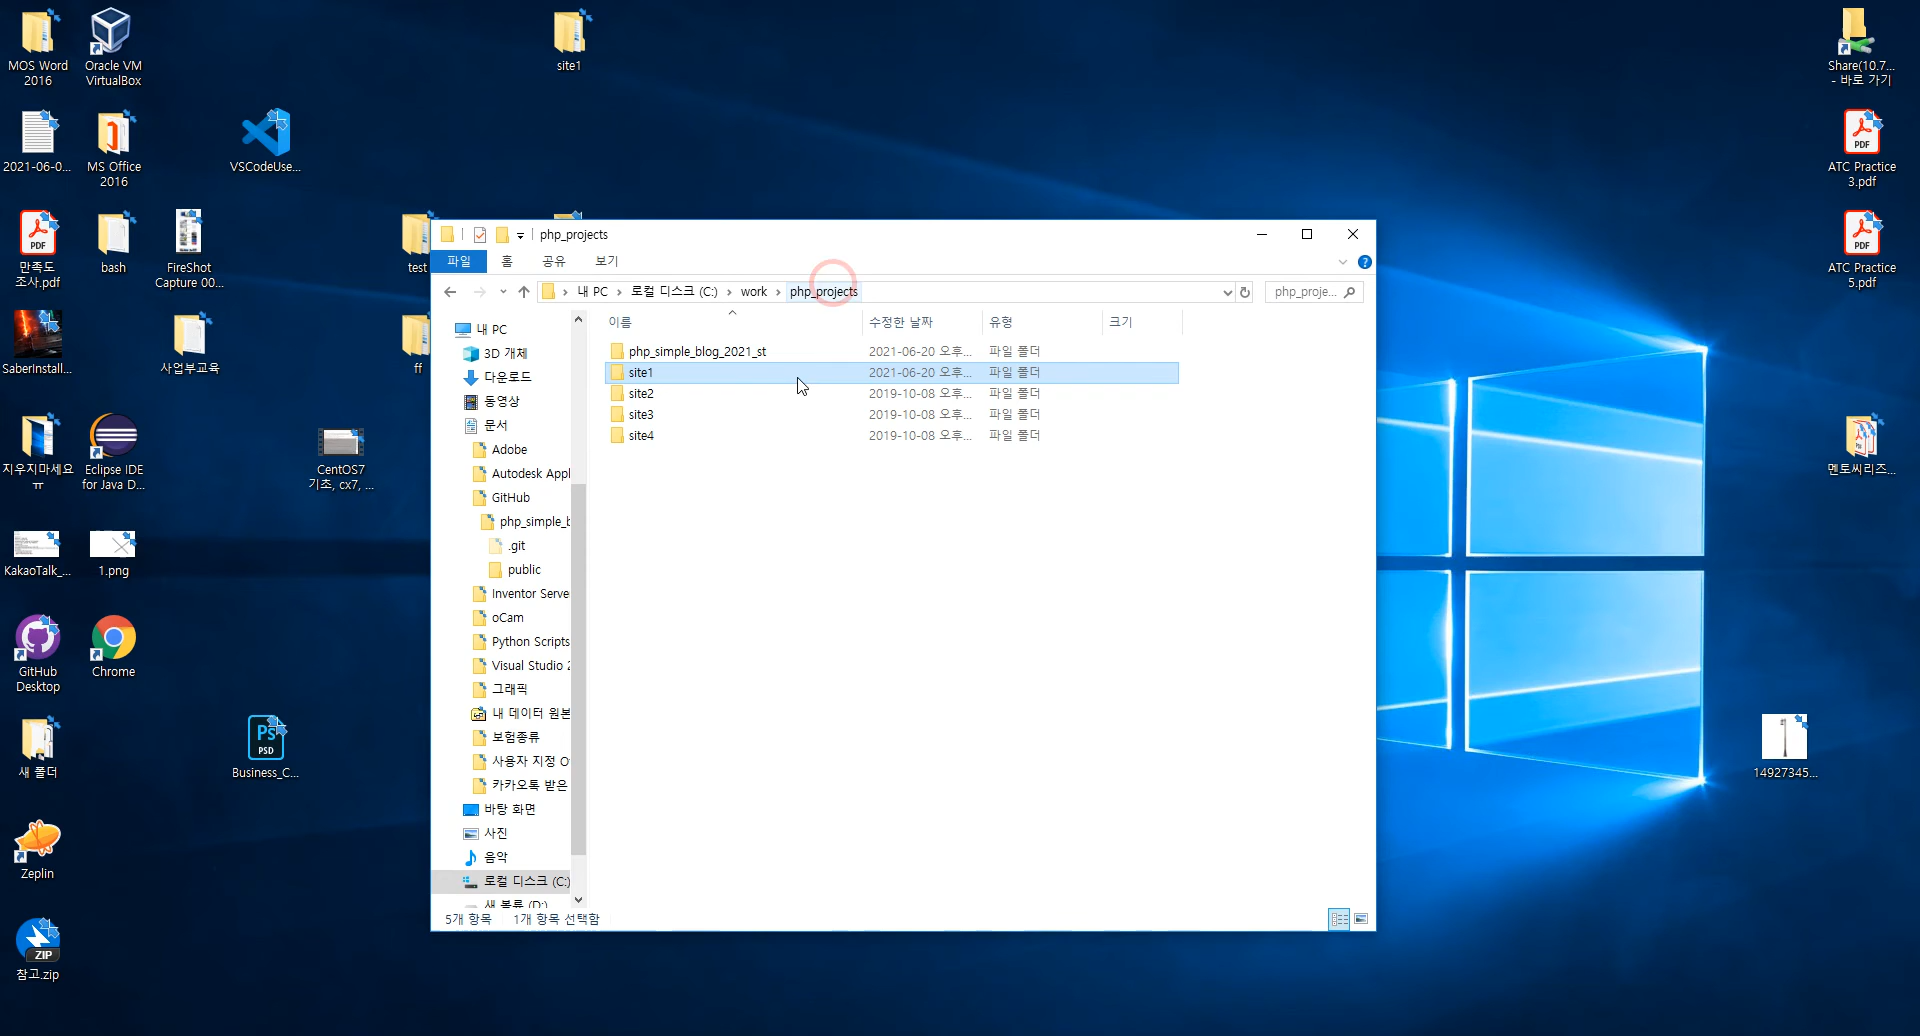 MOS Word
2016
Oracle VM
VirtualBox
site1
Share(10.7...
- 바로 가기
2021-06-0...
MS Office
2016
VSCodeUse...
PDF
ATC Practice
3.pdf
PDF
만족도
조사.pdf
bash
FireShot
Capture 00...
test
PDF
ATC Practice
5.pdf
SaberInstall...
사업부교육
ff
지우지마세요
ㅠ
Eclipse IDE
for Java D...
CentOS7
기초, cx7, ...
멘토씨리즈...
KakaoTalk_...
1.png
GitHub
Desktop
Chrome
새 폴더
Ps
PSD
Business_C...
14927345...
Zeplin
ZIP
참고.zip
php_projects
파일
홈
공유
보기
내 PC
로컬 디스크 (C:)
work
php_projects
php_proje...
이름
수정한 날짜
유형
크기
php_simple_blog_2021_st
2021-06-20 오후...
파일 폴더
site1
2021-06-20 오후...
파일 폴더
site2
2019-10-08 오후...
파일 폴더
site3
2019-10-08 오후...
파일 폴더
site4
2019-10-08 오후...
파일 폴더
내 PC
3D 개체
다운로드
동영상
문서
Adobe
Autodesk Appl
GitHub
php_simple_b
.git
public
Inventor Serve
oCam
Python Scripts
Visual Studio 2
그래픽
내 데이터 원본
보험종류
사용자 지정 O
카카오톡 받은
바탕 화면
사진
음악
로컬 디스크 (C:)
새 볼륨 (D:)
5개 항목
1개 항목 선택함